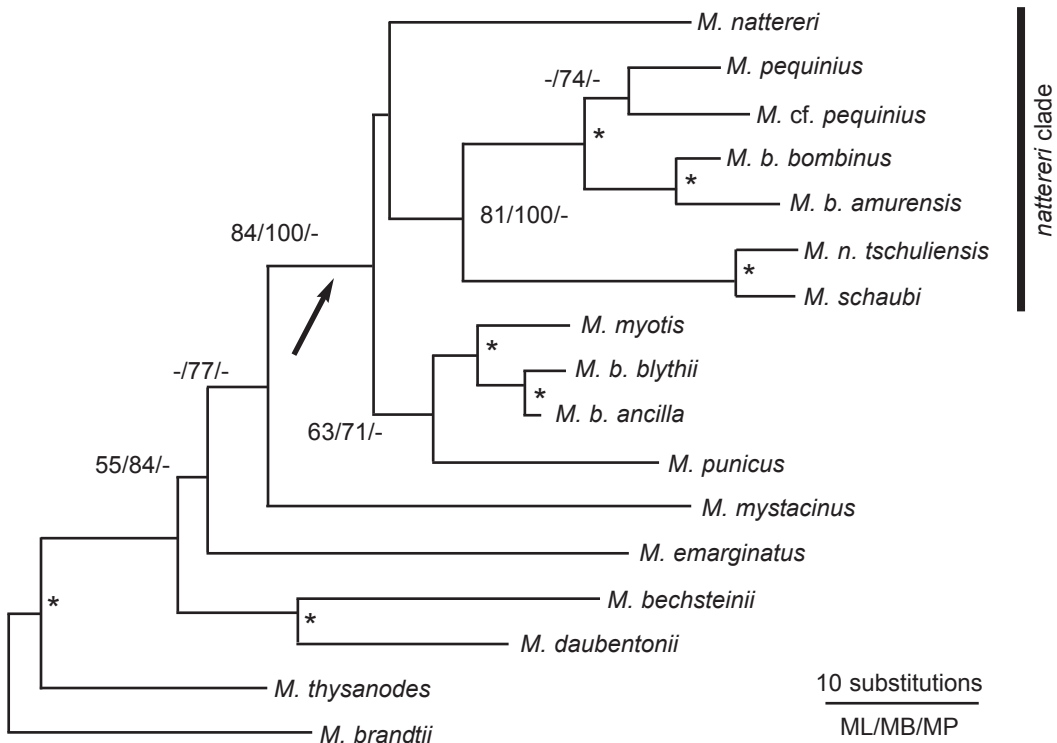 M. nattereri
M. pequinius
-/74/-
M. cf. pequinius
*
M. b. bombinus
*
M. b. amurensis
81/100/-
84/100/-
M. n. tschuliensis
*
M. schaubi
nattereri clade
M. myotis
*
M. b. blythii
*
M. b. ancilla
-/77/-
63/71/-
M. punicus
55/84/-
M. mystacinus
M. emarginatus
M. bechsteinii
*
*
M. daubentonii
M. thysanodes
M. brandtii
10 substitutions
ML/MB/MP